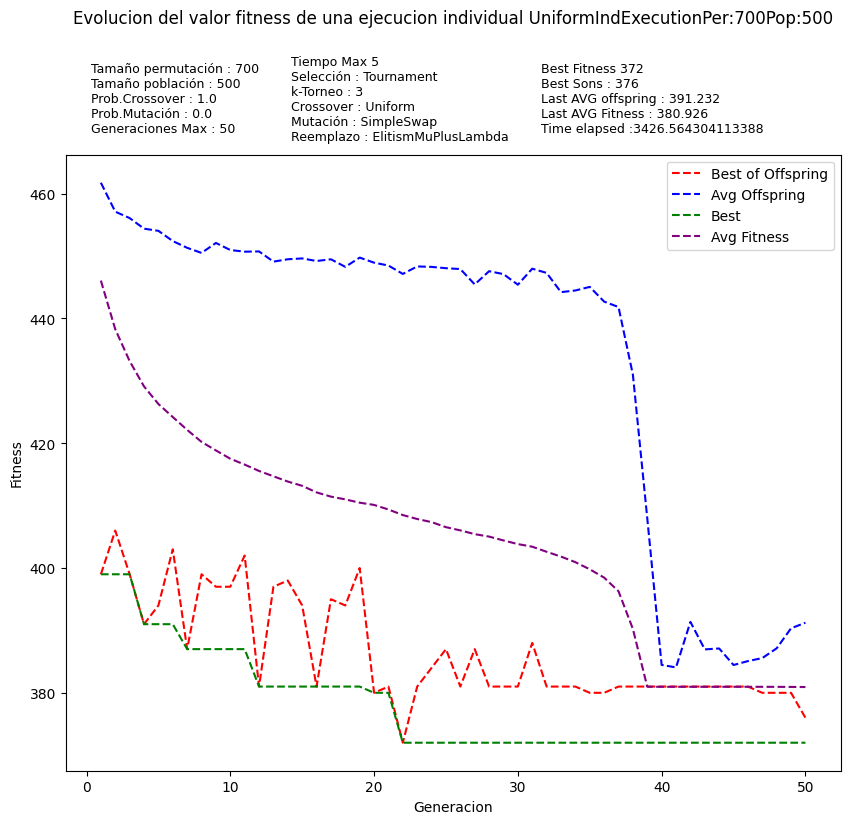 Evolucion del valor fitness de una ejecucion individual UniformIndExecutionPer:700Pop:500
Tamaño permutación : 700
Tamaño población : 500
Prob.Crossover : 1.0
Prob.Mutación : 0.0
Generaciones Max : 50
Tiempo Max 5
Selección : Tournament
k-Torneo : 3
Crossover : Uniform
Mutación : SimpleSwap
Reemplazo : ElitismMuPlusLambda
Best Fitness 372
Best Sons : 376
Last AVG offspring : 391.232
Last AVG Fitness : 380.926
Time elapsed :3426.564304113388
Best of Offspring
Avg Offspring
Best
Avg Fitness
Fitness
460
440
420
400
380
0 10 20 30 40 50
Generacion